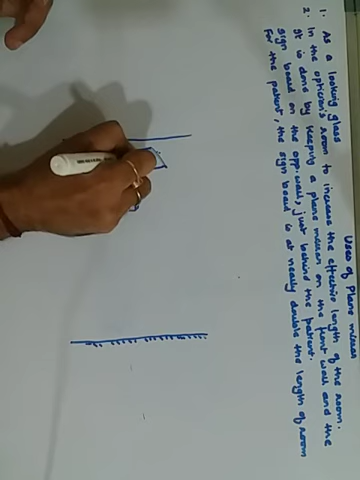 Uses of Plane mirror
1. As a looking glass
2. In the optician's room to increase the effective length of the room.
It is done by keeping a plane mirror on the front wall and the
sign board on the opp. wall, just behind the patient.
For the patient, the sign board is at nearly double the length of room